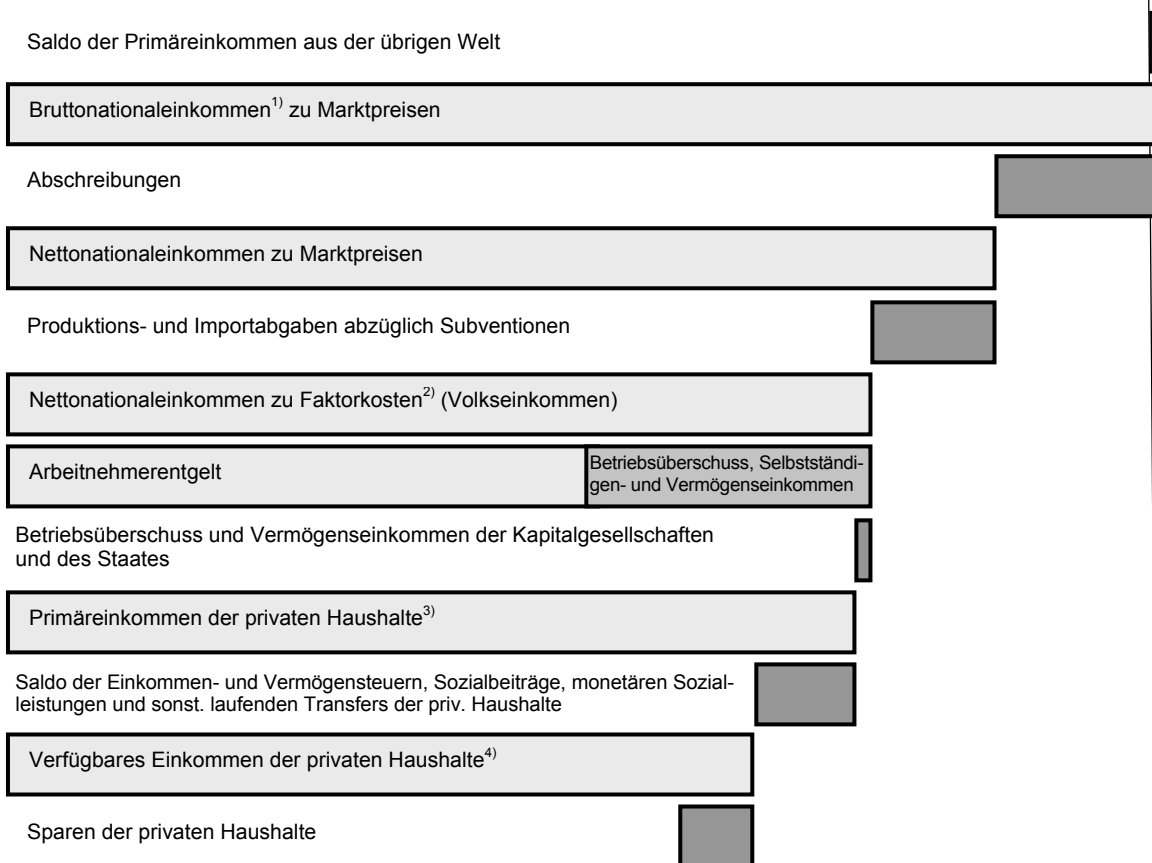 Saldo der Primäreinkommen aus der übrigen Welt
Bruttonationaleinkommen1) zu Marktpreisen
Abschreibungen
Nettonationaleinkommen zu Marktpreisen
Produktions- und Importabgaben abzüglich Subventionen
Nettonationaleinkommen zu Faktorkosten2) (Volkseinkommen)
Arbeitnehmerentgelt
Betriebsüberschuss, Selbstständi-
gen- und Vermögenseinkommen
Betriebsüberschuss und Vermögenseinkommen der Kapitalgesellschaften
und des Staates
Primäreinkommen der privaten Haushalte3)
Saldo der Einkommen- und Vermögensteuern, Sozialbeiträge, monetären Sozial-
leistungen und sonst. laufenden Transfers der priv. Haushalte
Verfügbares Einkommen der privaten Haushalte4)
Sparen der privaten Haushalte